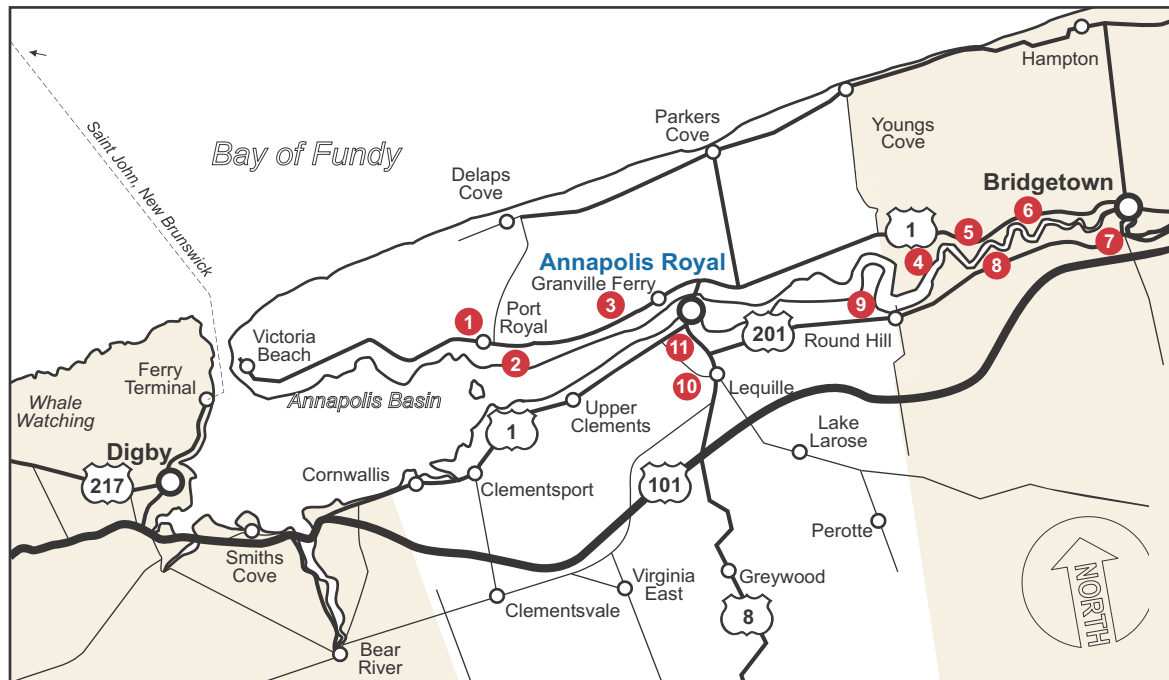 Hampton
Saint John, New Brunswick
Bay of Fundy
Parkers
Cove
Youngs
Cove
Delaps
Cove
Bridgetown
6
1
5
7
4
8
Annapolis Royal
Granville Ferry
3
9
1
Port
Royal
201
Round Hill
11
Victoria
Beach
2
10
Lequille
Ferry
Terminal
Annapolis Basin
Whale
Watching
Upper
Clements
1
Lake
Larose
Digby
217
Cornwallis
Clementsport
101
Perotte
Smiths
Cove
Virginia
East
Greywood
Clementsvale
8
NORTH
Bear
River